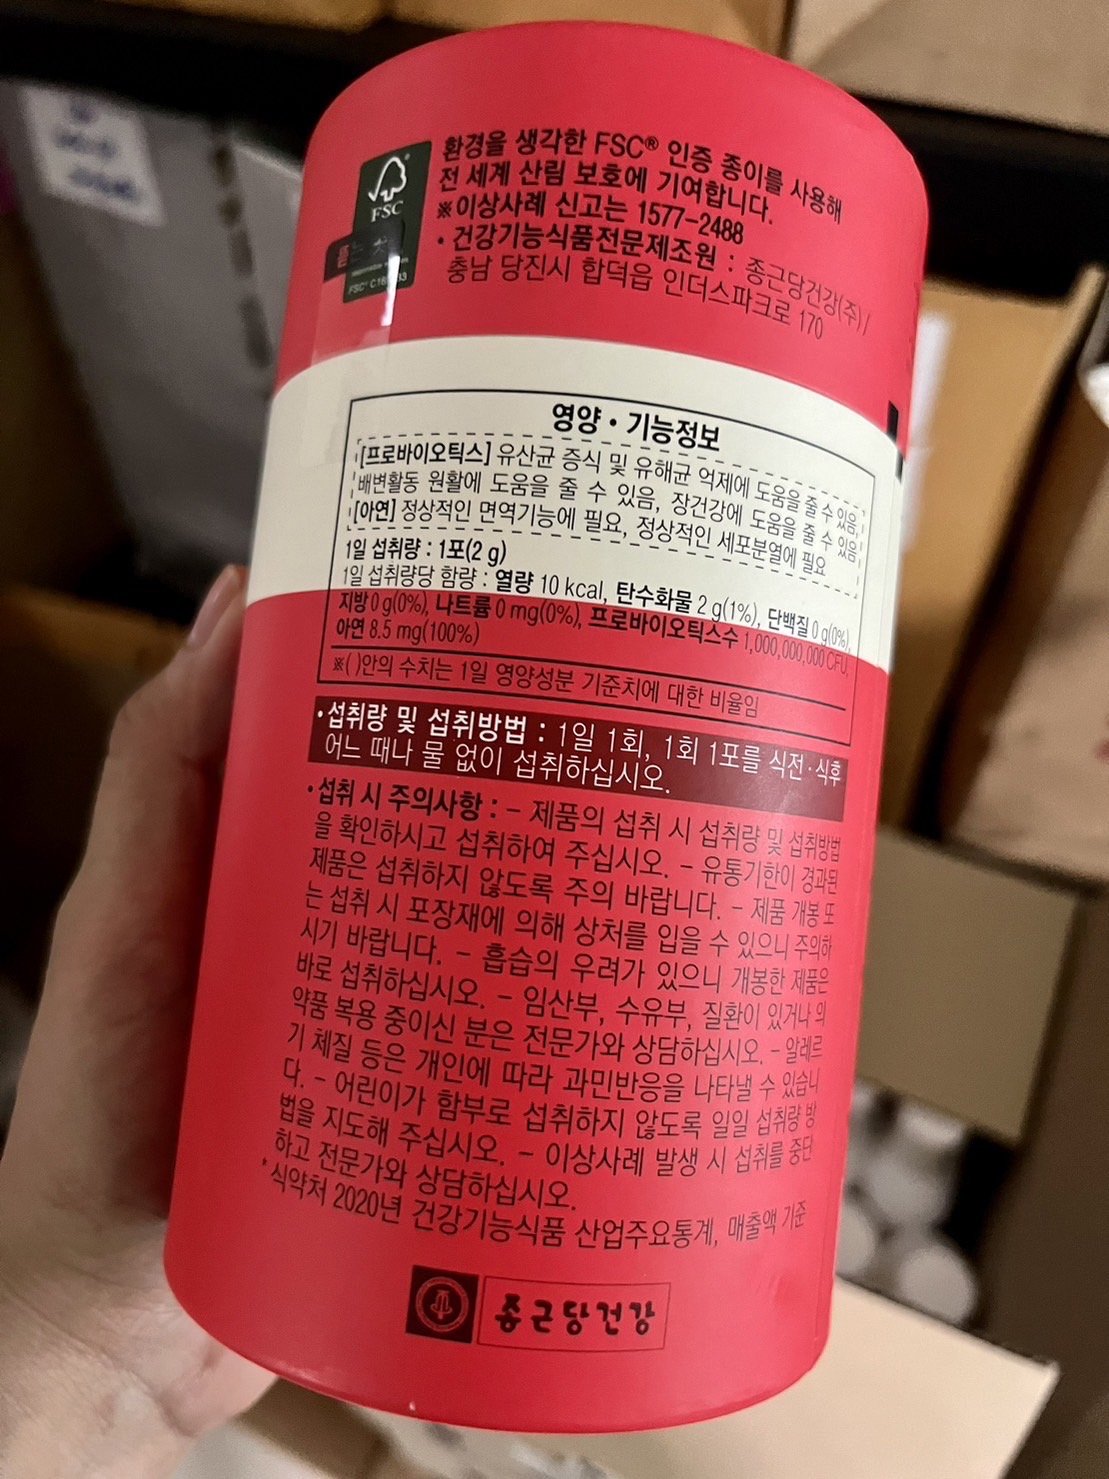 환경을 생각한 FSC® 인증 종이를 사용해
전 세계 산림 보호에 기여합니다.
※이상사례 신고는 1577-2488
• 건강기능식품전문제조원 : 종근당건강(주)/
충남 당진시 합덕읍 인더스파크로 170
FSC
영양 • 기능정보
[프로바이오틱스] 유산균 증식 및 유해균 억제에 도움을 줄 수 있음,
배변활동 원활에 도움을 줄 수 있음, 장건강에 도움을 줄 수 있음
[아연] 정상적인 면역기능에 필요, 정상적인 세포분열에 필요
1일 섭취량 : 1포(2 g)
1일 섭취량당 함량 : 열량 10 kcal, 탄수화물 2 g(1%), 단백질 0 g(0%),
지방 0 g(0%), 나트륨 0 mg(0%), 프로바이오틱스수 1,000,000,000 CFU,
아연 8.5 mg(100%)
※( )안의 수치는 1일 영양성분 기준치에 대한 비율임
• 섭취량 및 섭취방법 : 1일 1회, 1회 1포를 식전·식후
어느 때나 물 없이 섭취하십시오.
• 섭취 시 주의사항 : – 제품의 섭취 시 섭취량 및 섭취방법
을 확인하시고 섭취하여 주십시오. – 유통기한이 경과된
제품은 섭취하지 않도록 주의 바랍니다. – 제품 개봉 또
는 섭취 시 포장재에 의해 상처를 입을 수 있으니 주의하
시기 바랍니다. – 흡습의 우려가 있으니 개봉한 제품은
바로 섭취하십시오. – 임산부, 수유부, 질환이 있거나 의
약품 복용 중이신 분은 전문가와 상담하십시오. – 알레르
기 체질 등은 개인에 따라 과민반응을 나타낼 수 있습니
다. – 어린이가 함부로 섭취하지 않도록 일일 섭취량 방
법을 지도해 주십시오. – 이상사례 발생 시 섭취를 중단
하고 전문가와 상담하십시오.
*식약처 2020년 건강기능식품 산업주요통계, 매출액 기준
종근당건강